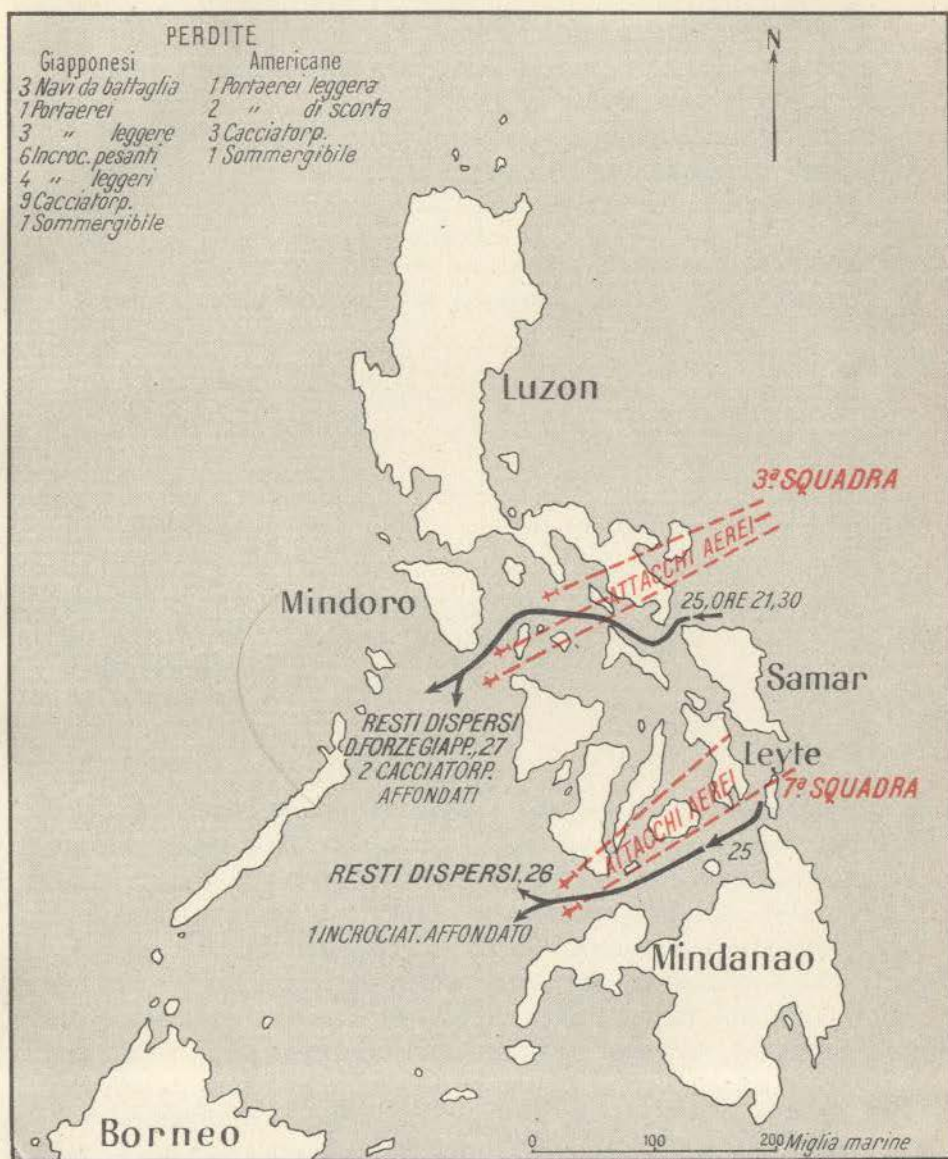 PERDITE
Giapponesi
3 Navi da battaglia
1 Portaerei
3 " leggere
6 Incroc. pesanti
4 " leggeri
9 Cacciatorp.
1 Sommergibile
Americane
1 Portaerei leggera
2 " di scorta
3 Cacciatorp.
1 Sommergibile
N
Luzon
3ª SQUADRA
ATTACCHI AEREI
Mindoro
25, ORE 21,30
Samar
RESTI DISPERSI
D. FORZE GIAPP., 27
2 CACCIATORP.
AFFONDATI
Leyte
7ª SQUADRA
ATTACCHI AEREI
25
RESTI DISPERSI, 26
1 INCROCIAT. AFFONDATO
Mindanao
Borneo
0 100 200 Miglia marine